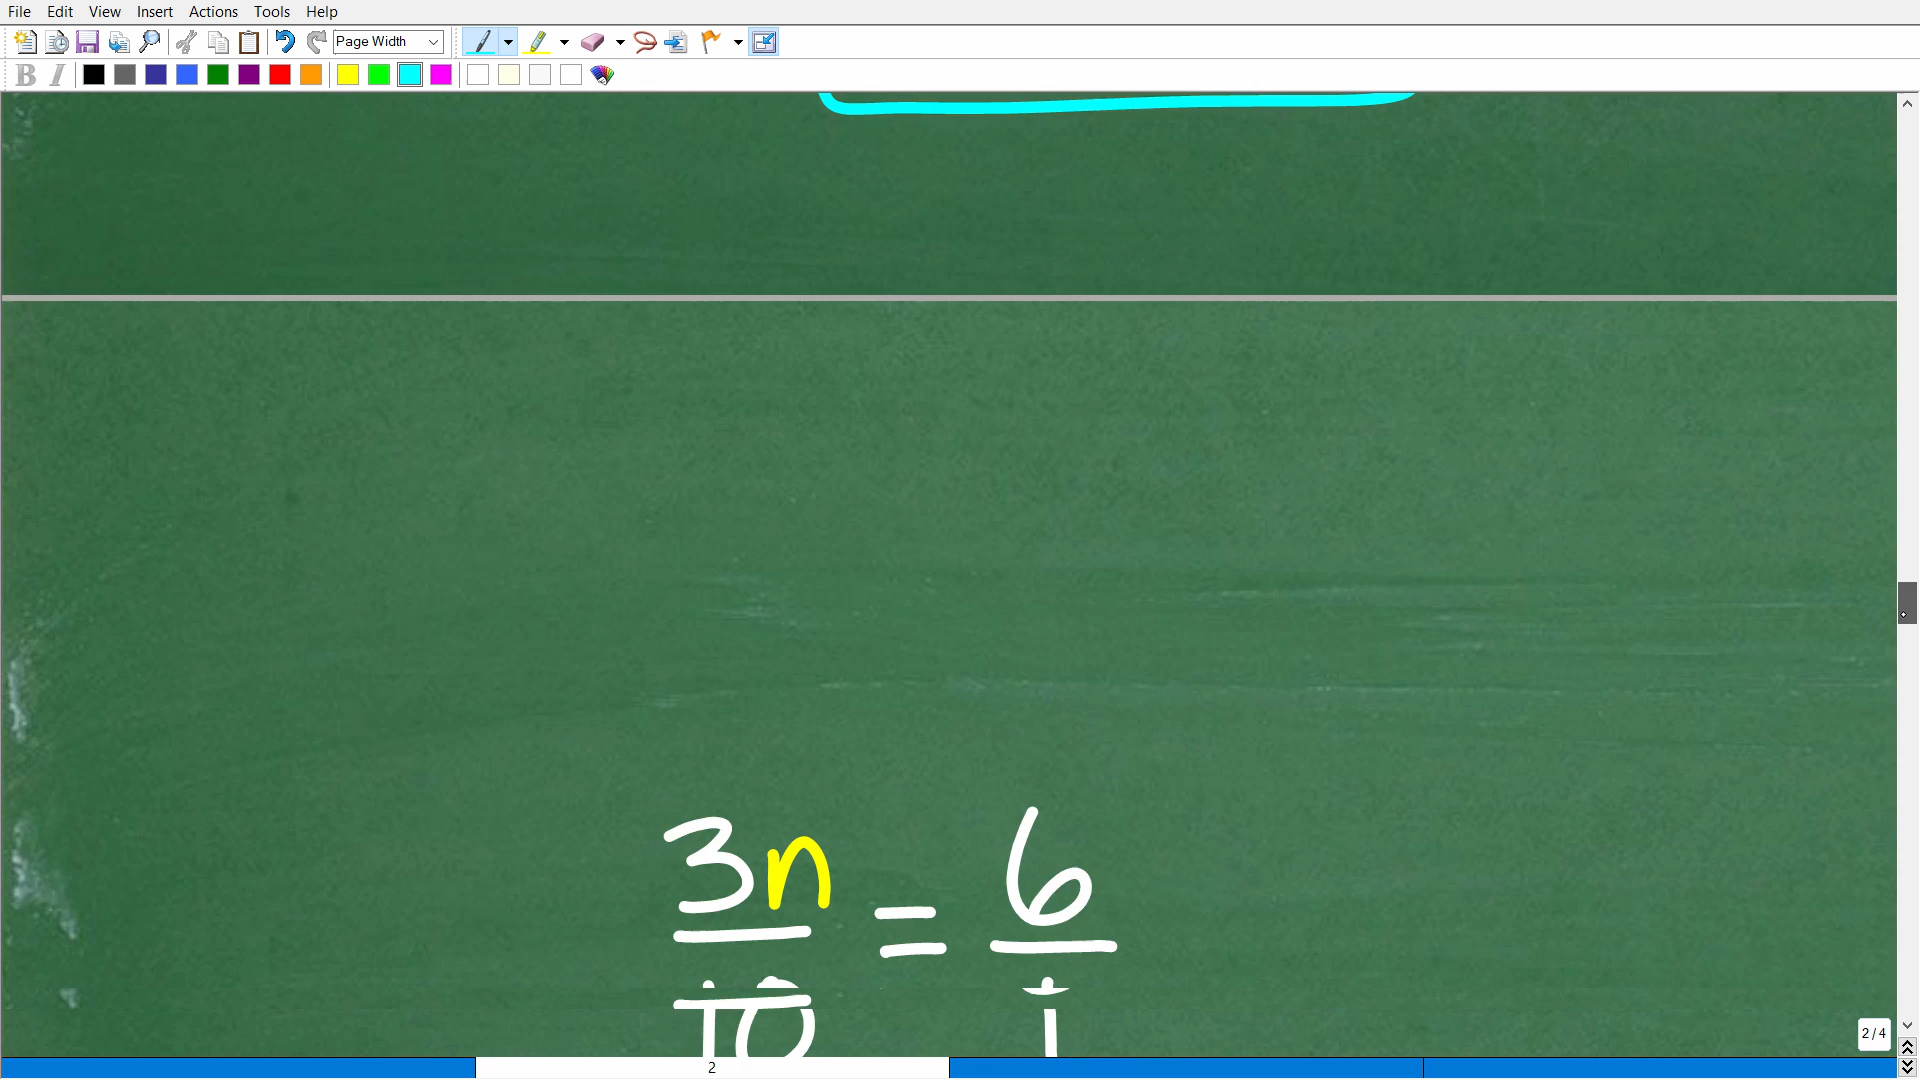 File Edit View Insert Actions Tools Help
Page Width
B I
3n = 6
10 1
2 / 4
2